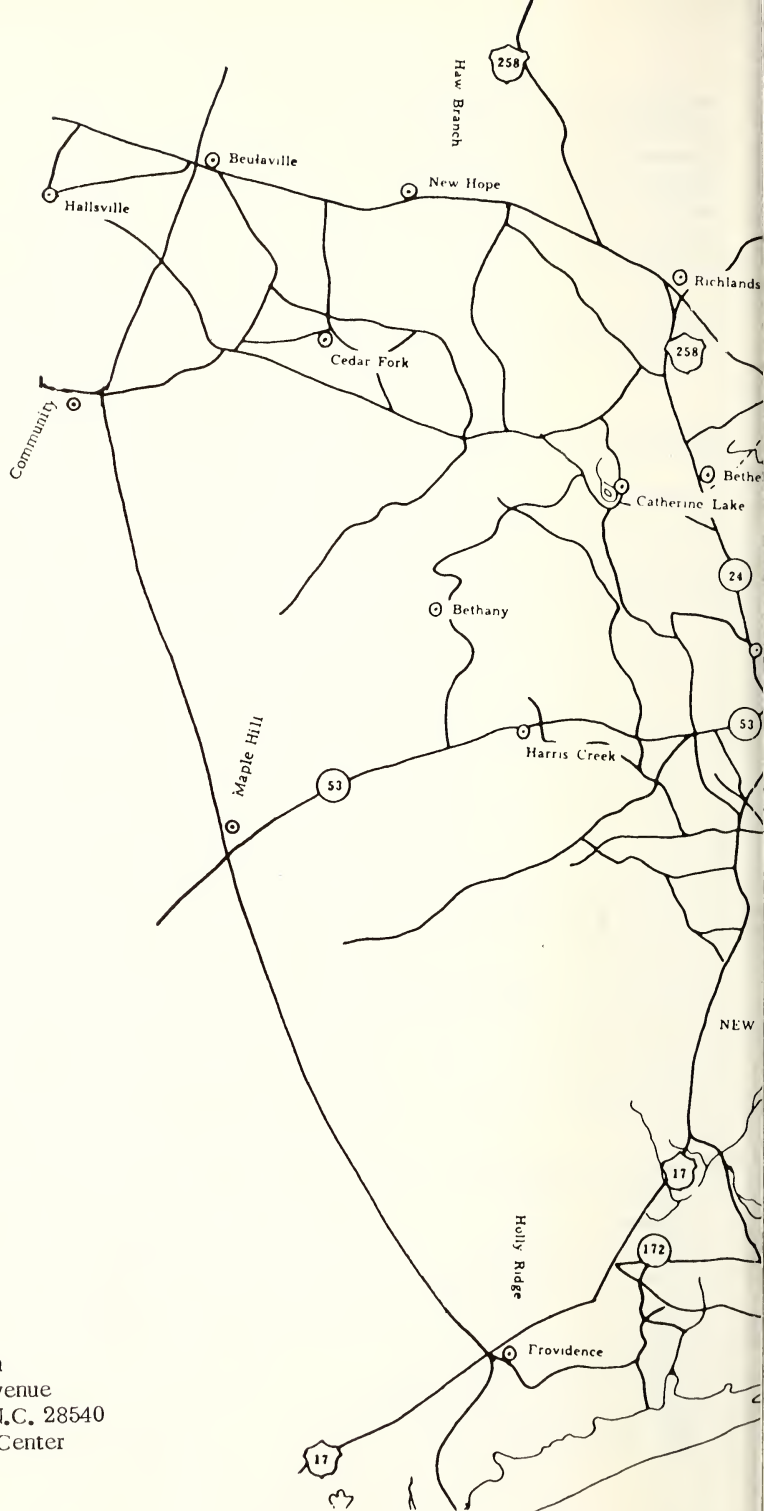 258
Haw Branch
Beulaville
New Hope
Hallsville
Richlands
258
Cedar Fork
Community
Bethel
Catherine Lake
24
Bethany
53
Harris Creek
Maple Hill
53
NEW
17
Holly Ridge
172
Providence
17
venue
N.C. 28540
Center